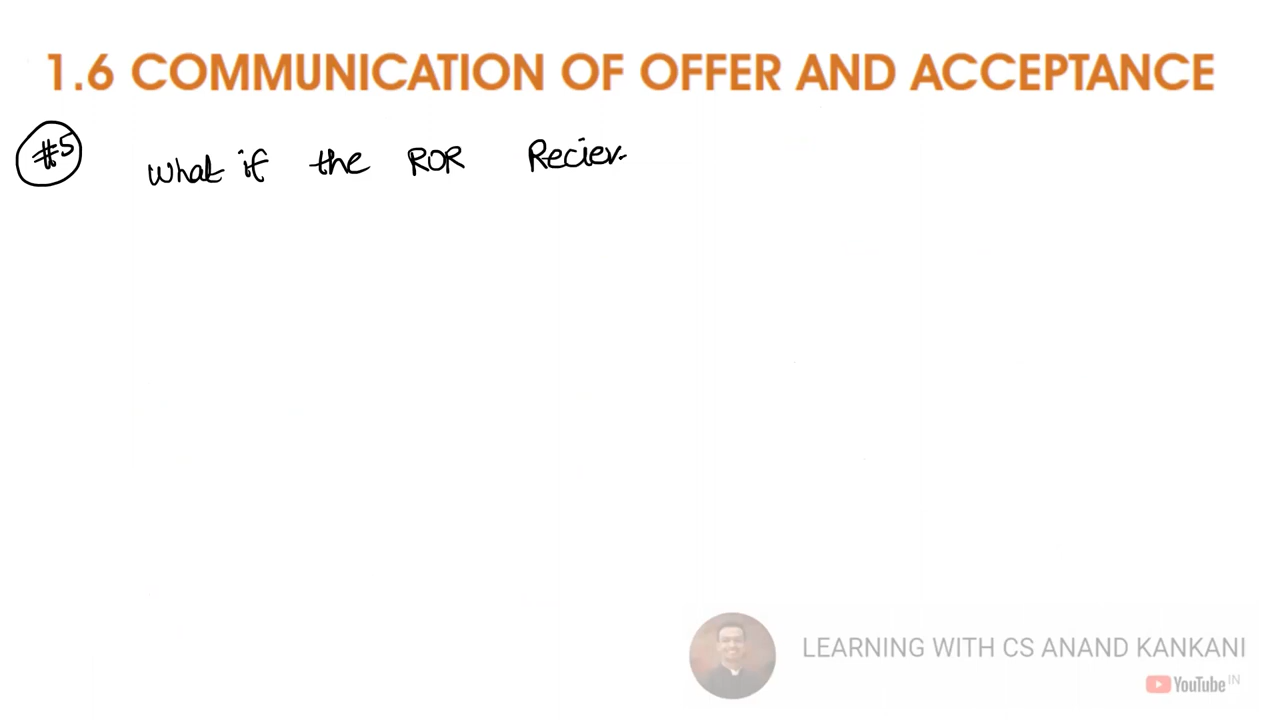 1.6 COMMUNICATION OF OFFER AND ACCEPTANCE
#5 What if the ROR Reciev
LEARNING WITH CS ANAND KANKANI
YouTube IN